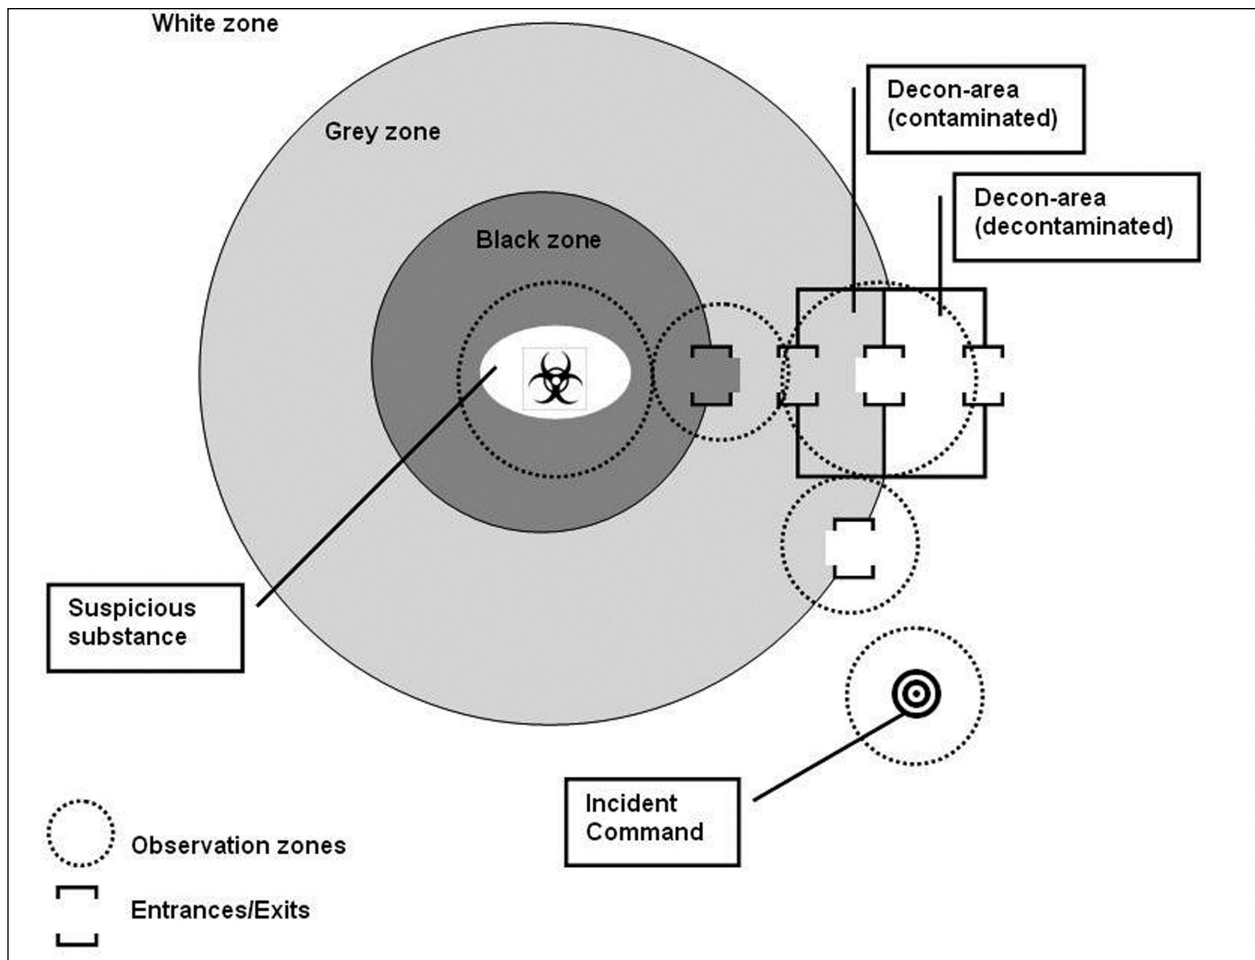 White zone
Grey zone
Black zone
Decon-area
(contaminated)
Decon-area
(decontaminated)
Suspicious
substance
Incident
Command
Observation zones
Entrances/Exits